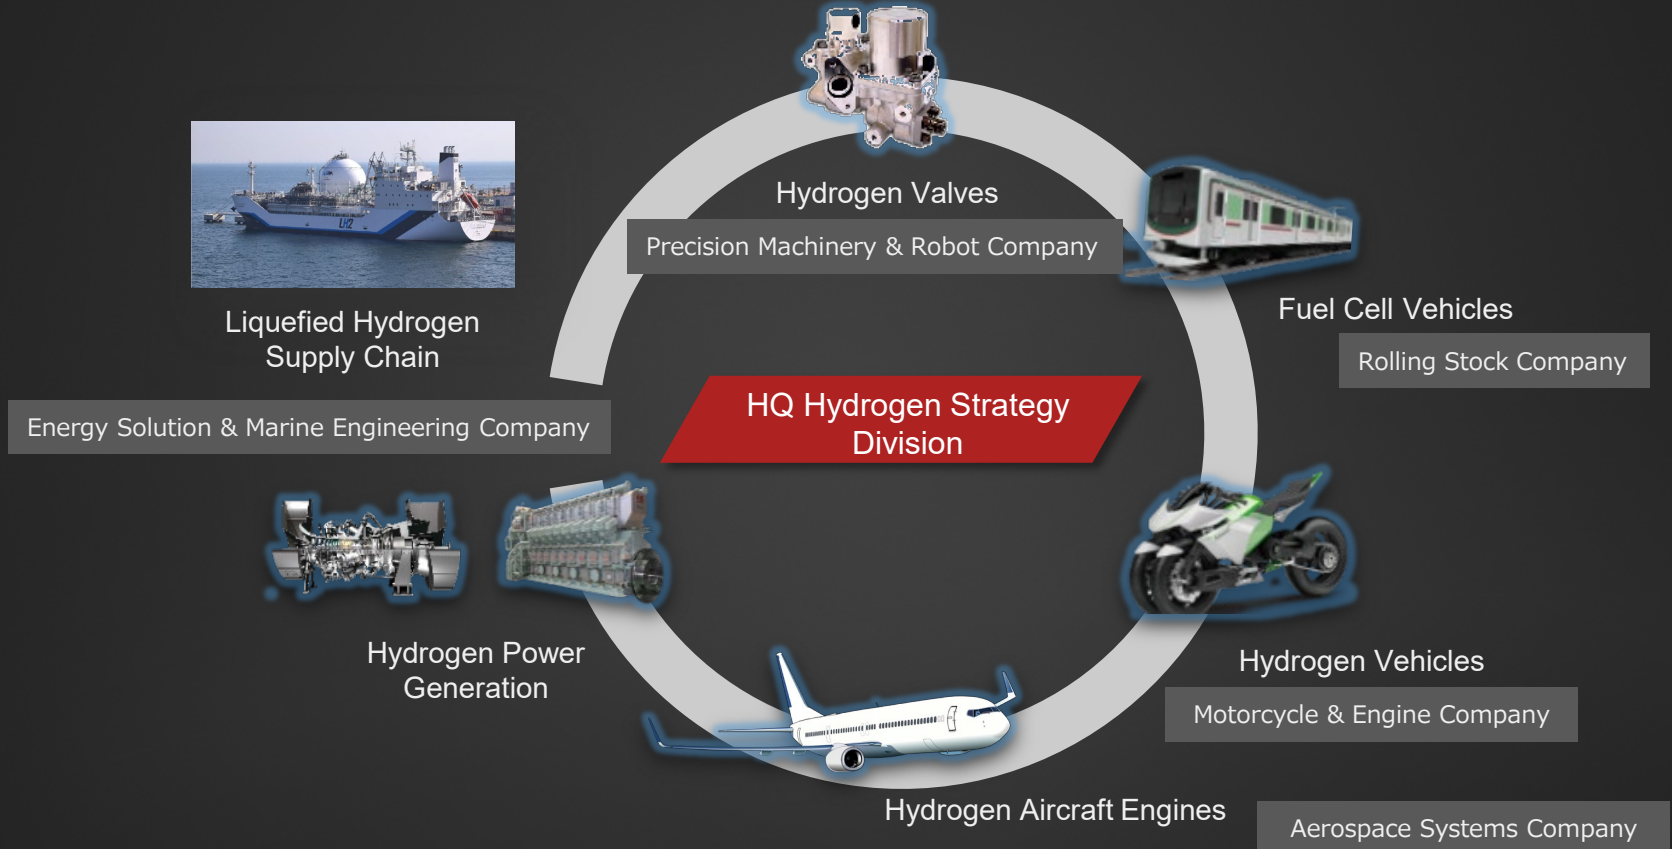 Hydrogen Valves
Precision Machinery & Robot Company
LH2
Liquefied Hydrogen
Supply Chain
Energy Solution & Marine Engineering Company
Fuel Cell Vehicles
Rolling Stock Company
HQ Hydrogen Strategy
Division
Hydrogen Power
Generation
Hydrogen Vehicles
Motorcycle & Engine Company
Hydrogen Aircraft Engines
Aerospace Systems Company